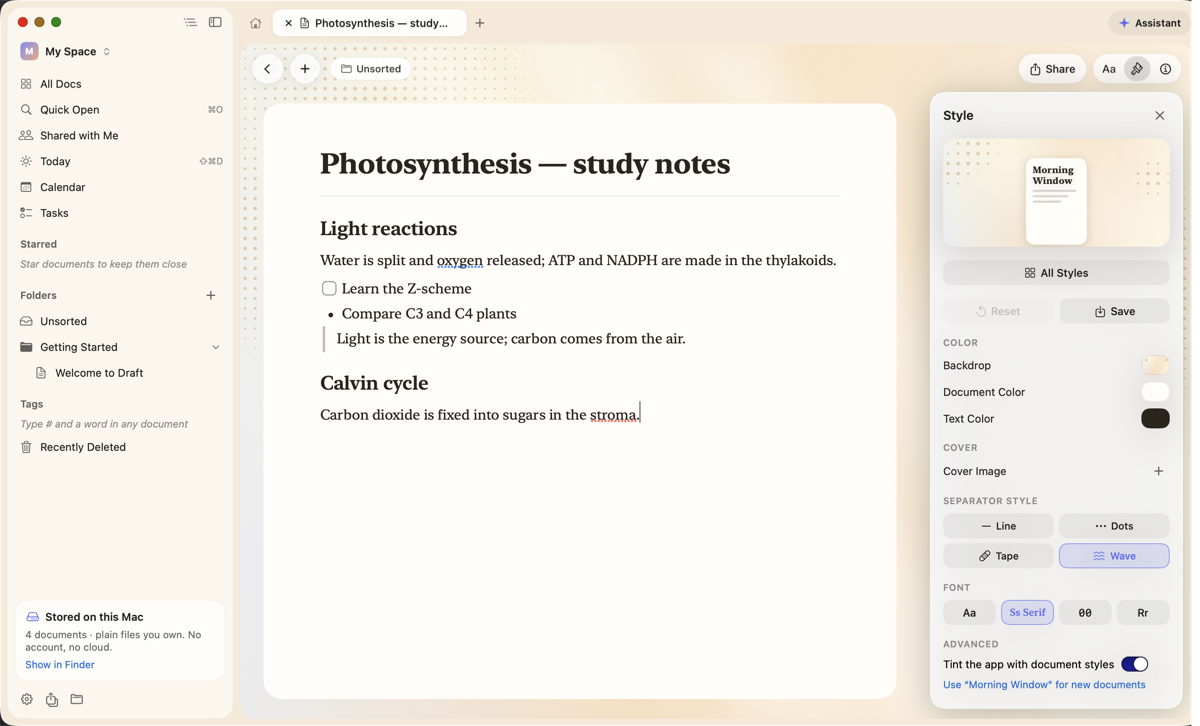 Photosynthesis — study...
Assistant
M My Space
All Docs
Quick Open ⌘O
Shared with Me
Today ⇧⌘D
Calendar
Tasks
Starred
Star documents to keep them close
Folders
Unsorted
Getting Started
Welcome to Draft
Tags
Type # and a word in any document
Recently Deleted
Stored on this Mac
4 documents · plain files you own. No
account, no cloud.
Show in Finder
Unsorted
Share
Aa
Photosynthesis — study notes
Light reactions
Water is split and oxygen released; ATP and NADPH are made in the thylakoids.
Learn the Z-scheme
• Compare C3 and C4 plants
Light is the energy source; carbon comes from the air.
Calvin cycle
Carbon dioxide is fixed into sugars in the stroma.
Style
Morning
Window
All Styles
Reset
Save
COLOR
Backdrop
Document Color
Text Color
COVER
Cover Image
SEPARATOR STYLE
Line
Dots
Tape
Wave
FONT
Aa
Ss Serif
00
Rr
ADVANCED
Tint the app with document styles
Use “Morning Window” for new documents